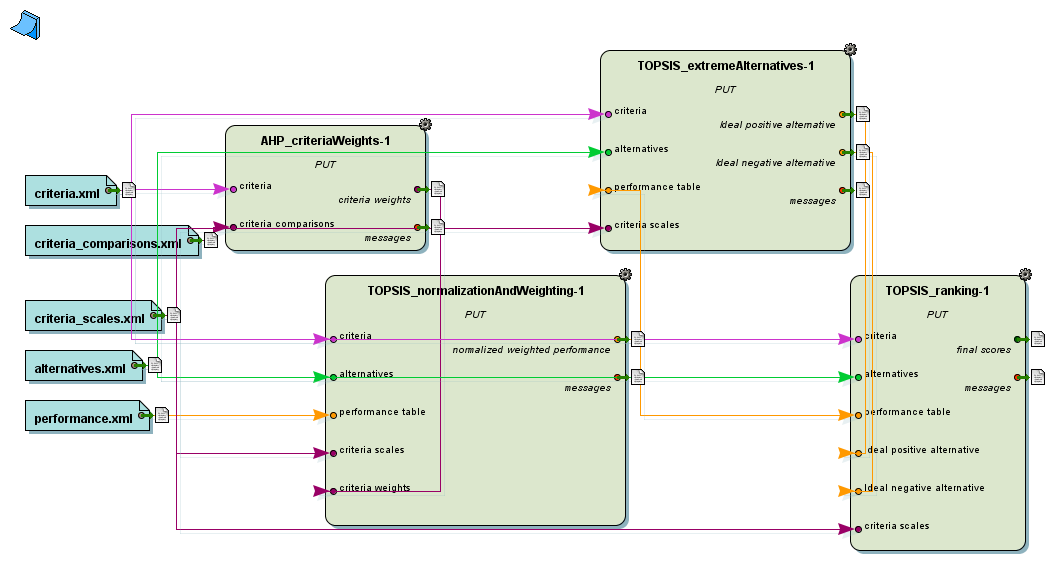 TOPSIS_extremeAlternatives-1
PUT
criteria
Ideal positive alternative
alternatives
Ideal negative alternative
performance table
messages
criteria scales
AHP_criteriaWeights-1
PUT
criteria
criteria weights
criteria comparisons
messages
criteria.xml
criteria_comparisons.xml
criteria_scales.xml
alternatives.xml
performance.xml
TOPSIS_normalizationAndWeighting-1
PUT
criteria
normalized weighted performance
alternatives
messages
performance table
criteria scales
criteria weights
TOPSIS_ranking-1
PUT
criteria
final scores
alternatives
messages
performance table
Ideal positive alternative
Ideal negative alternative
criteria scales